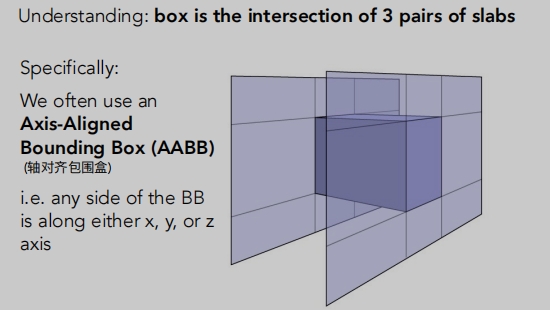 Understanding: box is the intersection of 3 pairs of slabs
Specifically:
We often use an
Axis-Aligned
Bounding Box (AABB)
(轴对齐包围盒)
i.e. any side of the BB
is along either x, y, or z
axis